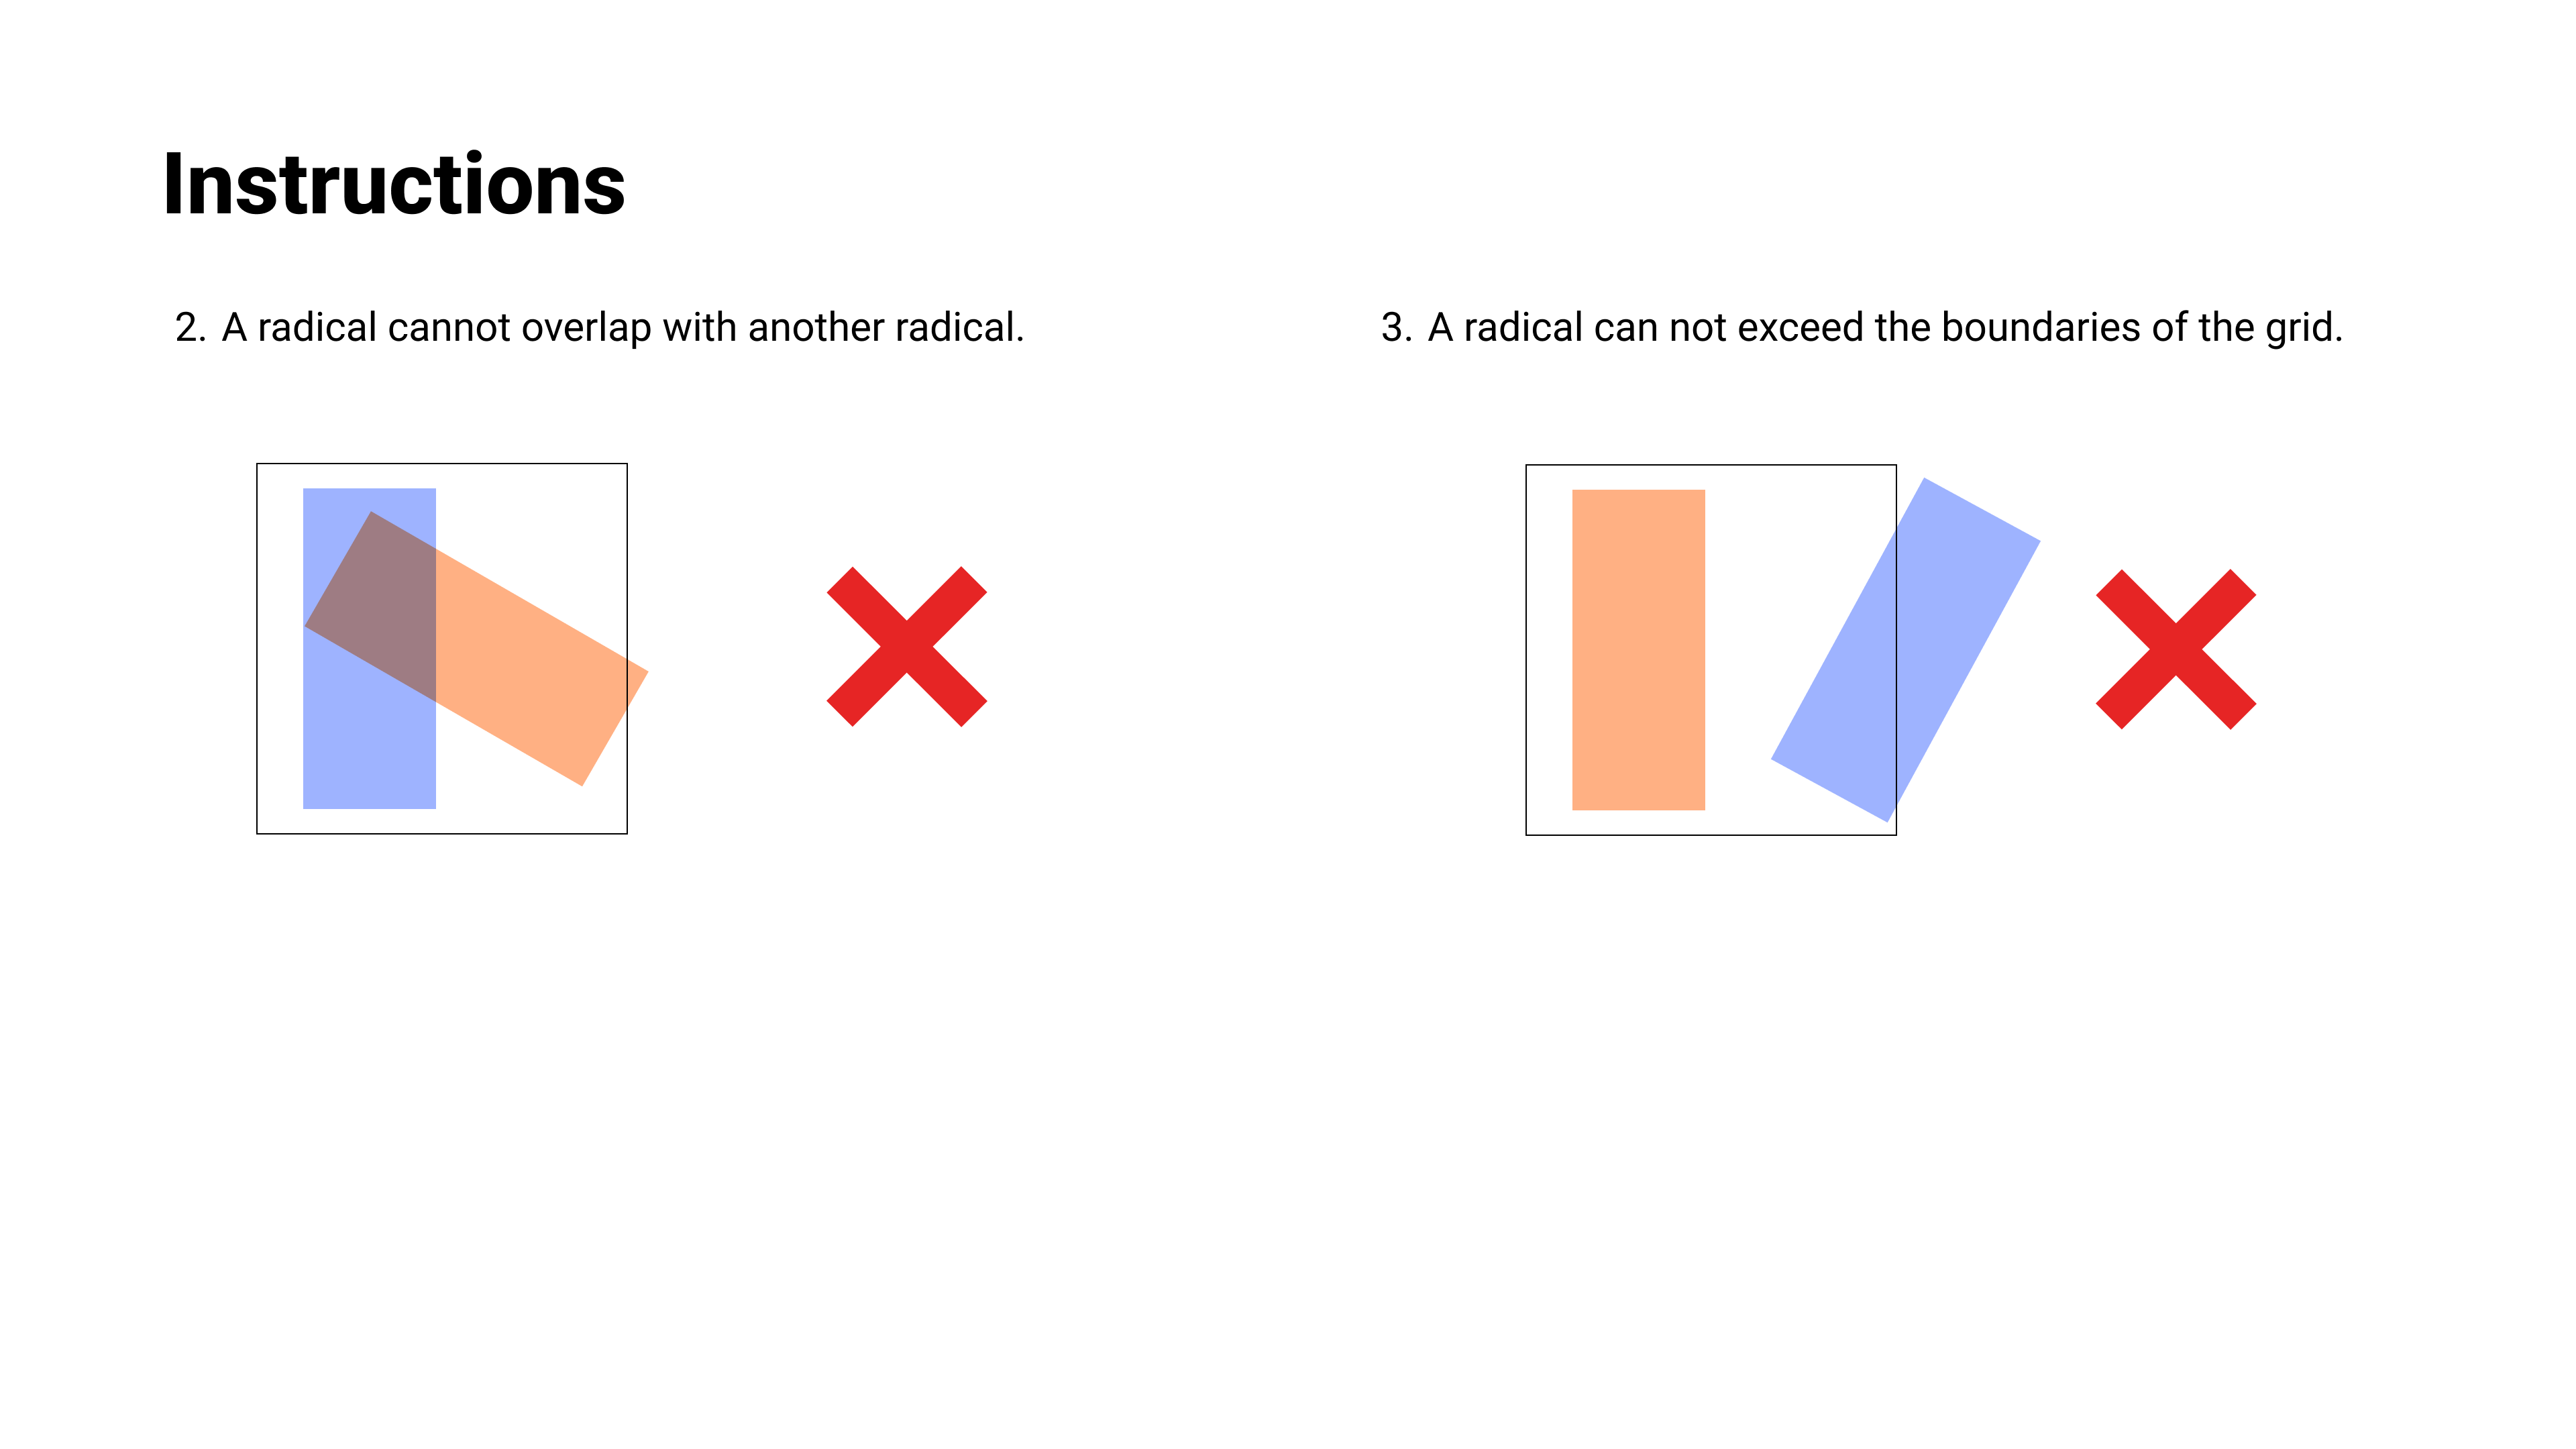 Instructions
2. A radical cannot overlap with another radical.
3. A radical can not exceed the boundaries of the grid.